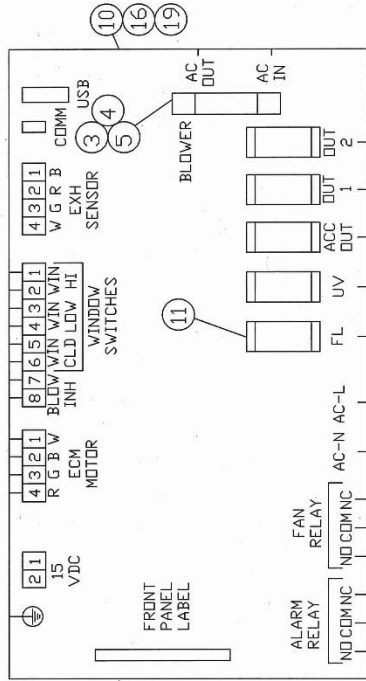 2 1
15
VDC
4 3 2 1
R G B W
ECM
MOTOR
8 7 6 5 4 3 2 1
BLOW WIN WIN WIN
INH CLD LOW HI
WINDOW
SWITCHES
4 3 2 1
W G R B
EXH
SENSOR
COMM
USB
10
16
19
3
4
5
FRONT
PANEL
LABEL
BLOWER
AC
OUT
AC
IN
11
ALARM
RELAY
NO COM NC
FAN
RELAY
NO COM NC
AC-N AC-L
FL
UV
ACC
OUT
OUT
1
OUT
2